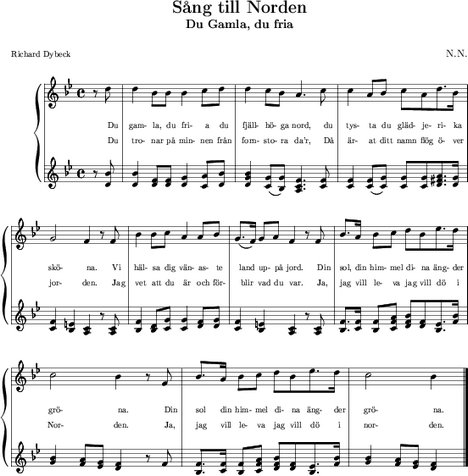 Sång till Norden
Du Gamla, du fria
Richard Dybeck N.N.
Du gam- la, du fri- a du fjäll- hö- ga nord, du tys- ta du gläd- je- ri- ka
Du tro- nar på min- nen från forn- sto- ra da'r, Då är- at ditt namn flög ö- ver
skö- na. Vi häl- sa dig vän- as- te land up- på jord. Din sol, din him- mel di- na äng- der
jor- den. Jag vet att du är och för- blir vad du var. Ja, jag vill le- va jag vill dö i
grö- na. Din sol din him- mel di- na äng- der grö- na.
Nor- den. Ja, jag vill le- va jag vill dö i nor- den.